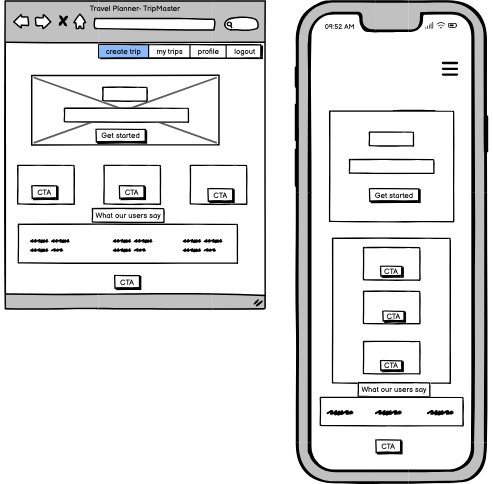 Travel Planner- TripMaster
create trip
my trips
profile
logout
Get started
CTA
CTA
CTA
What our users say
CTA
09:52 AM
Get started
CTA
CTA
CTA
What our users say
CTA